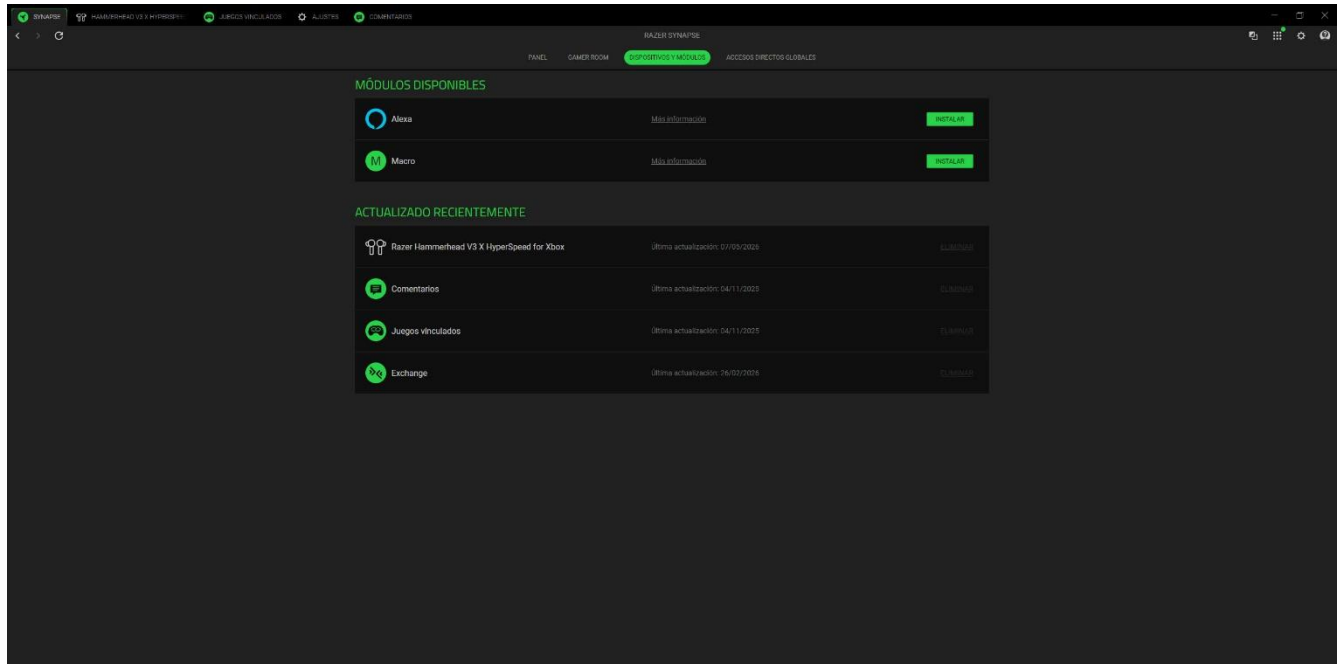 SYNAPSE HAMMERHEAD V3 X HYPERSPE JUEGOS VINCULADOS AJUSTES COMENTARIOS
RAZER SYNAPSE
PANEL GAMER ROOM DISPOSITIVOS Y MÓDULOS ACCESOS DIRECTOS GLOBALES
MÓDULOS DISPONIBLES
Alexa Más información INSTALAR
M Macro Más información INSTALAR
ACTUALIZADO RECIENTEMENTE
Razer Hammerhead V3 X HyperSpeed for Xbox Última actualización: 07/05/2026 ELIMINAR
Comentarios Última actualización: 04/11/2025 ELIMINAR
Juegos vinculados Última actualización: 04/11/2025 ELIMINAR
Exchange Última actualización: 26/02/2026 ELIMINAR